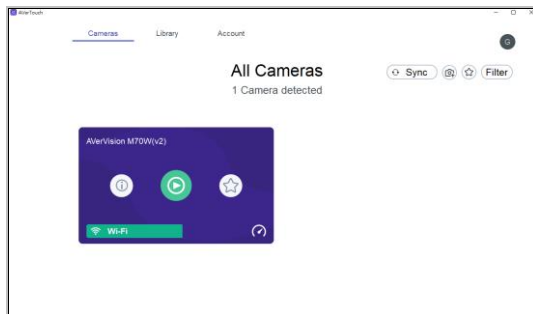 AVerTouch
Cameras Library Account
G
All Cameras
Sync Filter
1 Camera detected
AVerVision M70W(v2)
Wi-Fi